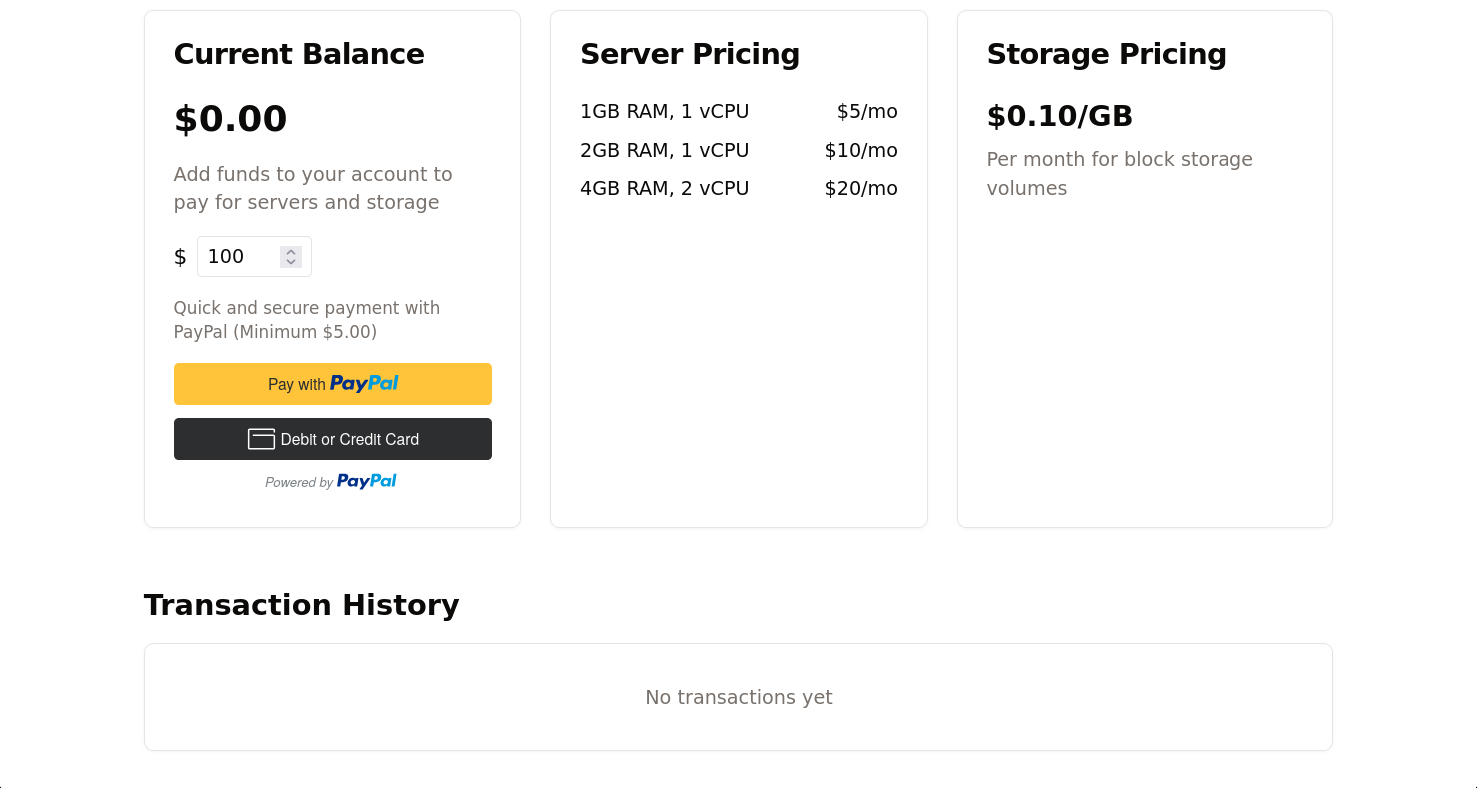 Current Balance
$0.00
Add funds to your account to
pay for servers and storage
$ 100
Quick and secure payment with
PayPal (Minimum $5.00)
Pay with PayPal
Debit or Credit Card
Powered by PayPal
Server Pricing
1GB RAM, 1 vCPU $5/mo
2GB RAM, 1 vCPU $10/mo
4GB RAM, 2 vCPU $20/mo
Storage Pricing
$0.10/GB
Per month for block storage
volumes
Transaction History
No transactions yet